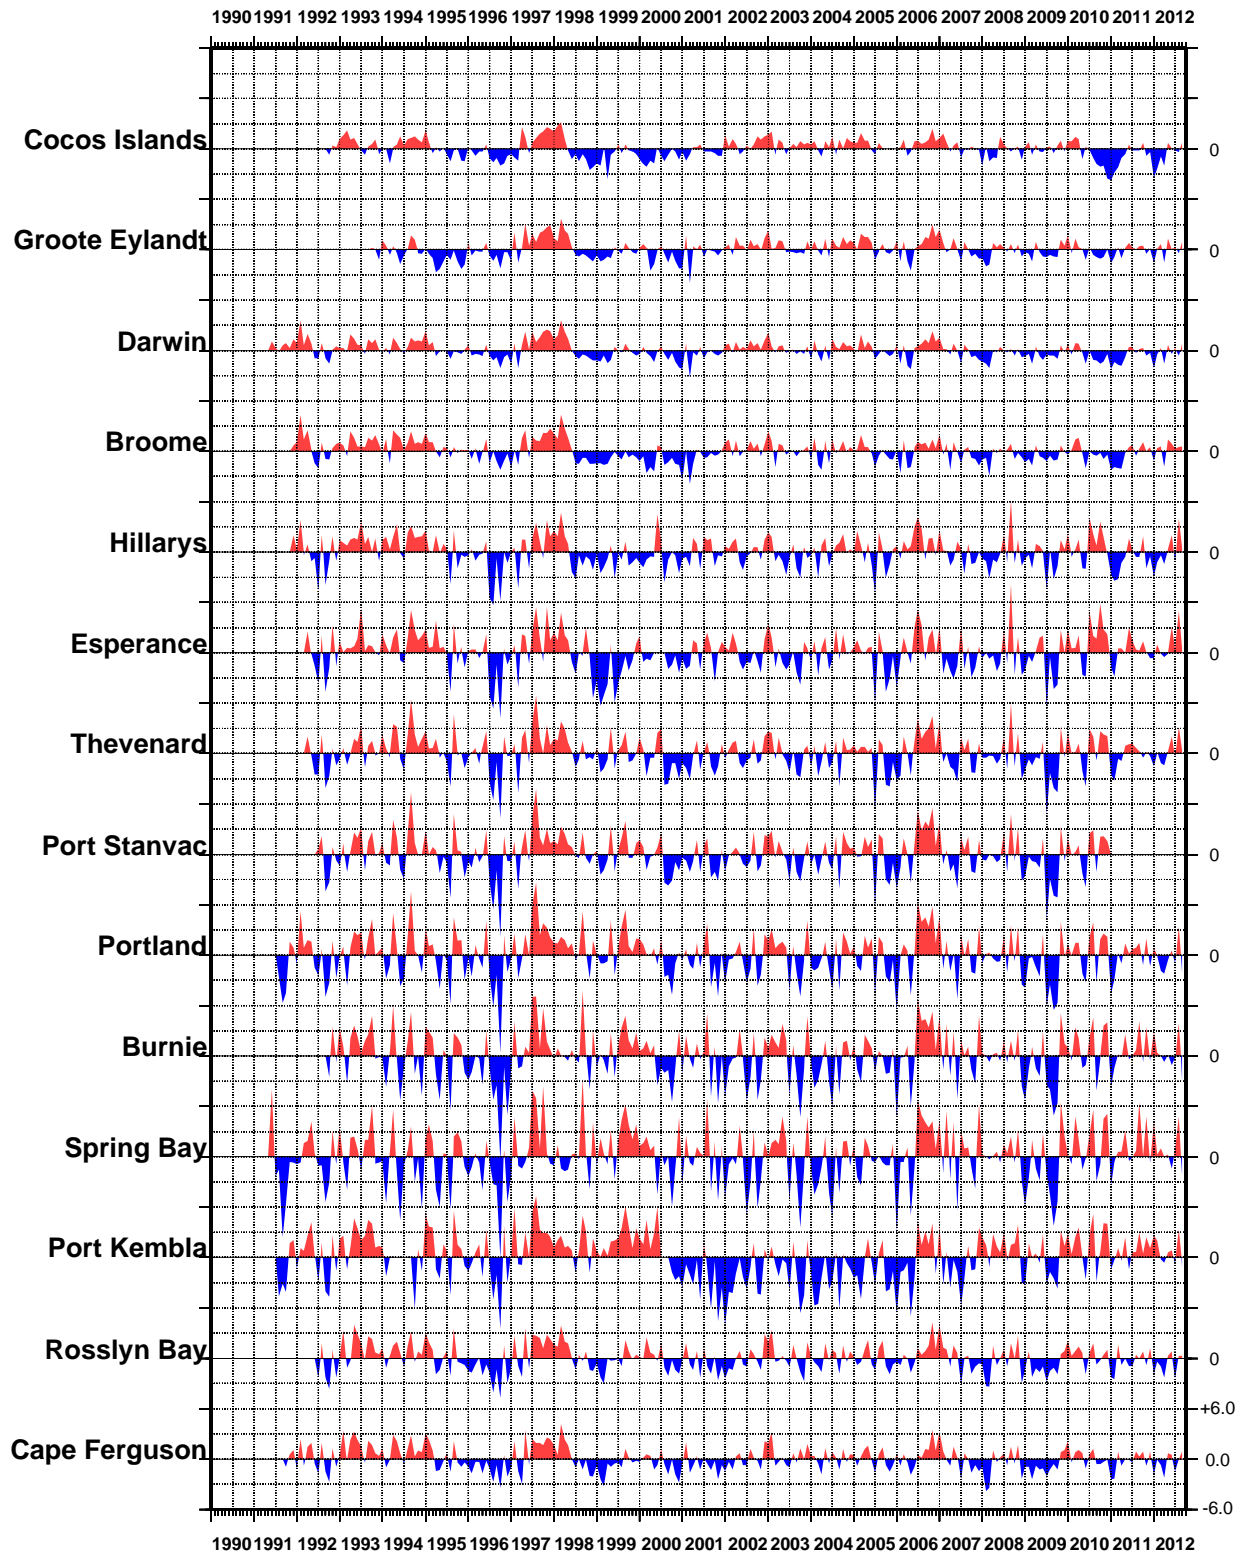 1990 1991 1992 1993 1994 1995 1996 1997 1998 1999 2000 2001 2002 2003 2004 2005 2006 2007 2008 2009 2010 2011 2012
Cocos Islands 0
Groote Eylandt 0
Darwin 0
Broome 0
Hillarys 0
Esperance 0
Thevenard 0
Port Stanvac 0
Portland 0
Burnie 0
Spring Bay 0
Port Kembla 0
Rosslyn Bay 0
+6.0
Cape Ferguson 0.0
-6.0
1990 1991 1992 1993 1994 1995 1996 1997 1998 1999 2000 2001 2002 2003 2004 2005 2006 2007 2008 2009 2010 2011 2012